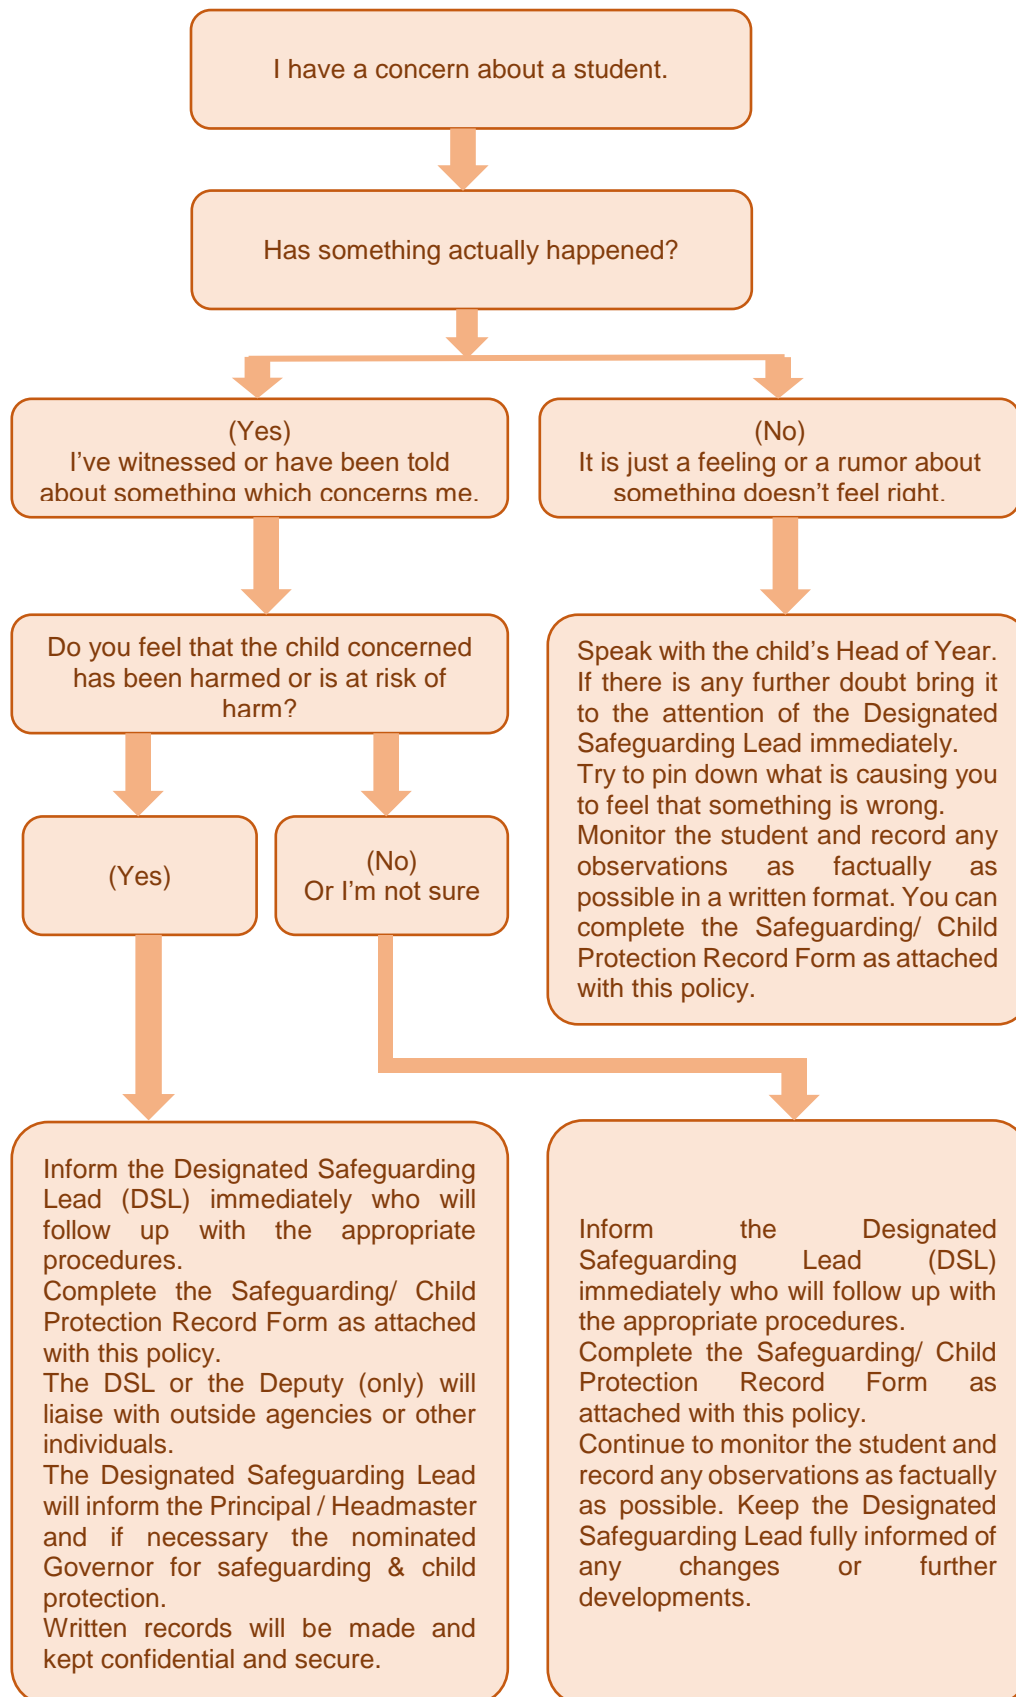 I have a concern about a student.
Has something actually happened?
(Yes)
I've witnessed or have been told
about something which concerns me.
(No)
It is just a feeling or a rumor about
something doesn't feel right.
Do you feel that the child concerned
has been harmed or is at risk of
harm?
Speak with the child's Head of Year.
If there is any further doubt bring it
to the attention of the Designated
Safeguarding Lead immediately.
Try to pin down what is causing you
to feel that something is wrong.
Monitor the student and record any
observations as factually as
possible in a written format. You can
complete the Safeguarding/ Child
Protection Record Form as attached
with this policy.
(Yes)
(No)
Or I'm not sure
Inform the Designated Safeguarding
Lead (DSL) immediately who will
follow up with the appropriate
procedures.
Complete the Safeguarding/ Child
Protection Record Form as attached
with this policy.
The DSL or the Deputy (only) will
liaise with outside agencies or other
individuals.
The Designated Safeguarding Lead
will inform the Principal / Headmaster
and if necessary the nominated
Governor for safeguarding & child
protection.
Written records will be made and
kept confidential and secure.
Inform the Designated
Safeguarding Lead (DSL)
immediately who will follow up with
the appropriate procedures.
Complete the Safeguarding/ Child
Protection Record Form as
attached with this policy.
Continue to monitor the student and
record any observations as factually
as possible. Keep the Designated
Safeguarding Lead fully informed of
any changes or further
developments.